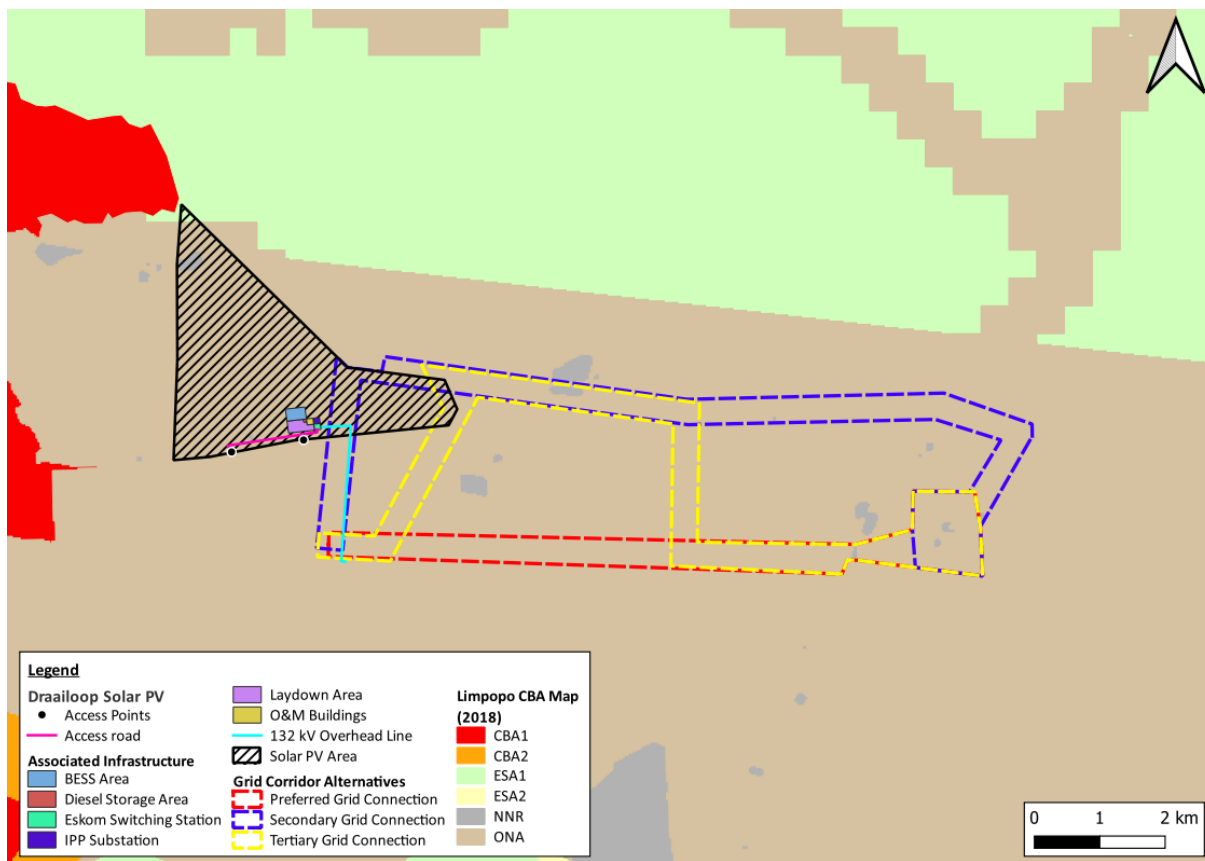 Legend
Draailoop Solar PV
Access Points
Access road
Associated Infrastructure
BESS Area
Diesel Storage Area
Eskom Switching Station
IPP Substation
Laydown Area
O&M Buildings
132 kV Overhead Line
Solar PV Area
Grid Corridor Alternatives
Preferred Grid Connection
Secondary Grid Connection
Tertiary Grid Connection
Limpopo CBA Map
(2018)
CBA1
CBA2
ESA1
ESA2
NNR
ONA
0 1 2 km